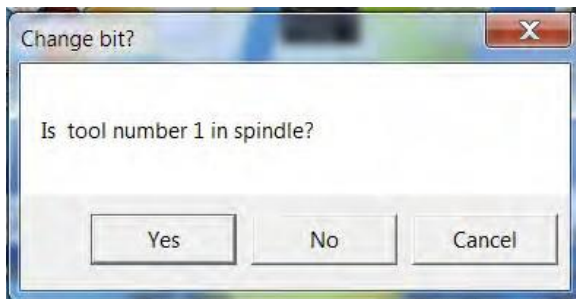 Change bit?
Is tool number 1 in spindle?
Yes No Cancel